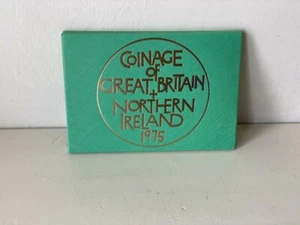 COINAGE
OF
GREAT BRITAIN
+
NORTHERN
IRELAND
1975